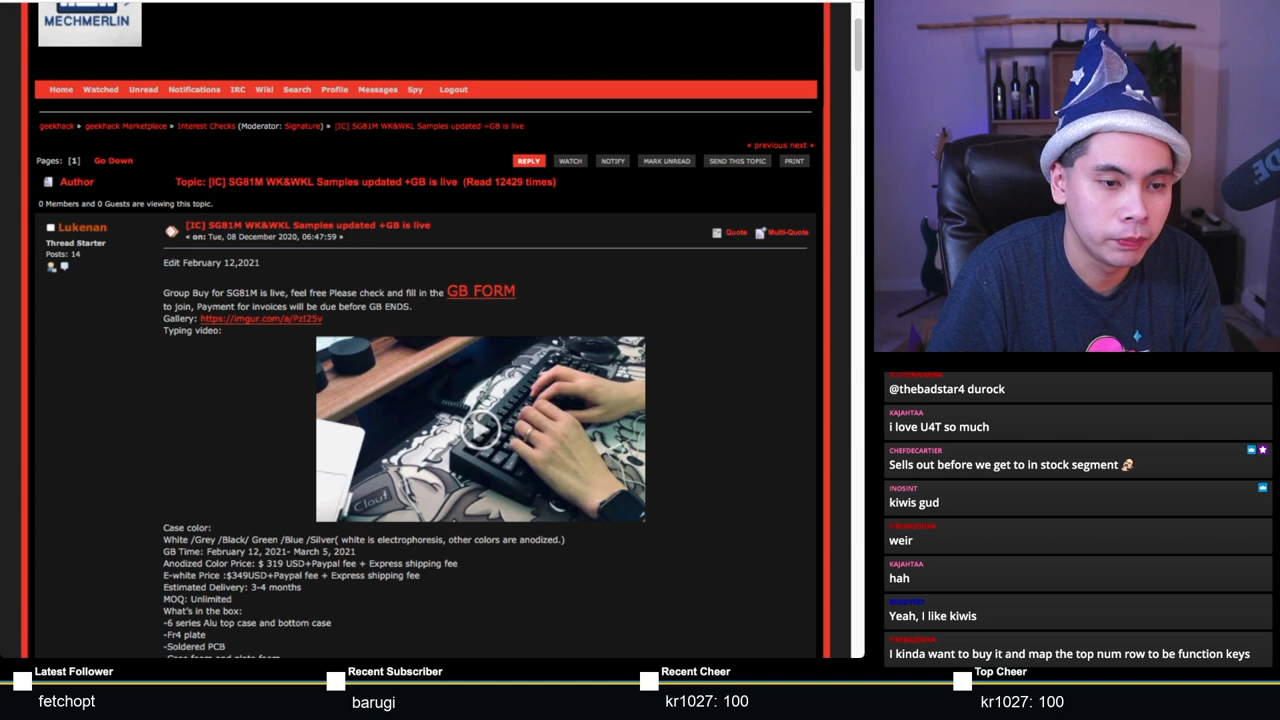 MECHMERLIN
Home Watched Unread Notifications IRC Wiki Search Profile Messages Spy Logout
geekhack » geekhack Marketplace » Interest Checks (Moderator: Signature) » [IC] SG81M WK&WKL Samples updated +GB is live
« previous next »
Pages: [1] Go Down
REPLY WATCH NOTIFY MARK UNREAD SEND THIS TOPIC PRINT
Author Topic: [IC] SG81M WK&WKL Samples updated +GB is live (Read 12429 times)
0 Members and 0 Guests are viewing this topic.
Lukenan
Thread Starter
Posts: 14
[IC] SG81M WK&WKL Samples updated +GB is live
« on: Tue, 08 December 2020, 06:47:59 »
Quote Multi-Quote
Edit February 12,2021
Group Buy for SG81M is live, feel free Please check and fill in the GB FORM
to join, Payment for invoices will be due before GB ENDS.
Gallery: https://imgur.com/a/PzI25v
Typing video:
Clout
Case color:
White /Grey /Black/ Green /Blue /Silver( white is electrophoresis, other colors are anodized.)
GB Time: February 12, 2021- March 5, 2021
Anodized Color Price: $ 319 USD+Paypal fee + Express shipping fee
E-white Price :$349USD+Paypal fee + Express shipping fee
Estimated Delivery: 3-4 months
MOQ: Unlimited
What's in the box:
-6 series Alu top case and bottom case
-Fr4 plate
-Soldered PCB
@thebadstar4 durock
KAJAHTAA
i love U4T so much
CHEFDECARTIER
Sells out before we get to in stock segment
INOSINT
kiwis gud
weir
KAJAHTAA
hah
Yeah, I like kiwis
I kinda want to buy it and map the top num row to be function keys
Latest Follower
fetchopt
Recent Subscriber
barugi
Recent Cheer
kr1027: 100
Top Cheer
kr1027: 100